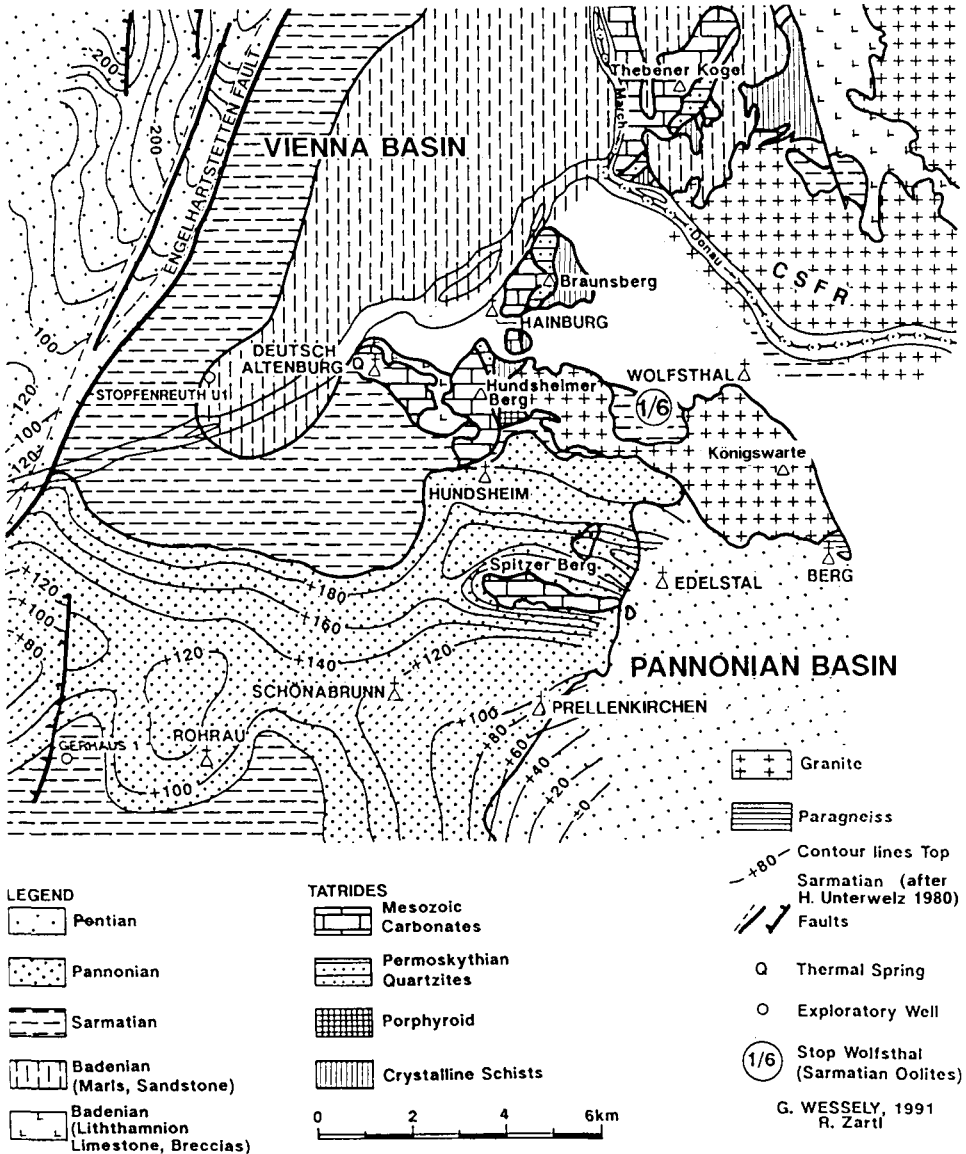 200
200
ENGELHARTSTETTEN FAULT
VIENNA BASIN
Thebener Kogel
March
Donau
CSFR
Braunsberg
HAINBURG
100
DEUTSCH
ALTENBURG
Q
STOPFENREUTH U1
Hundsheimer
Berg
WOLFSTHAL
1/6
Königswarte
120
100
120
HUNDSHEIM
BERG
+120
+100
+80
+180
+160
+140
+120
+120
+100
Spitzer Berg
EDELSTAL
PANNONIAN BASIN
SCHÖNABRUNN
PRELLENKIRCHEN
ROHRAU
GERHAUS 1
+100
+80
+60
+40
+20
±0
Granite
Paragneiss
+80 Contour lines Top
Sarmatian (after
H. Unterwelz 1980)
Faults
Q Thermal Spring
Exploratory Well
1/6 Stop Wolfsthal
(Sarmatian Oolites)
G. WESSELY, 1991
R. Zartl
LEGEND
Pontian
Pannonian
Sarmatian
Badenian
(Marls, Sandstone)
Badenian
(Liththamnion
Limestone, Breccias)
TATRIDES
Mesozoic
Carbonates
Permoskythian
Quartzites
Porphyroid
Crystalline Schists
0 2 4 6km